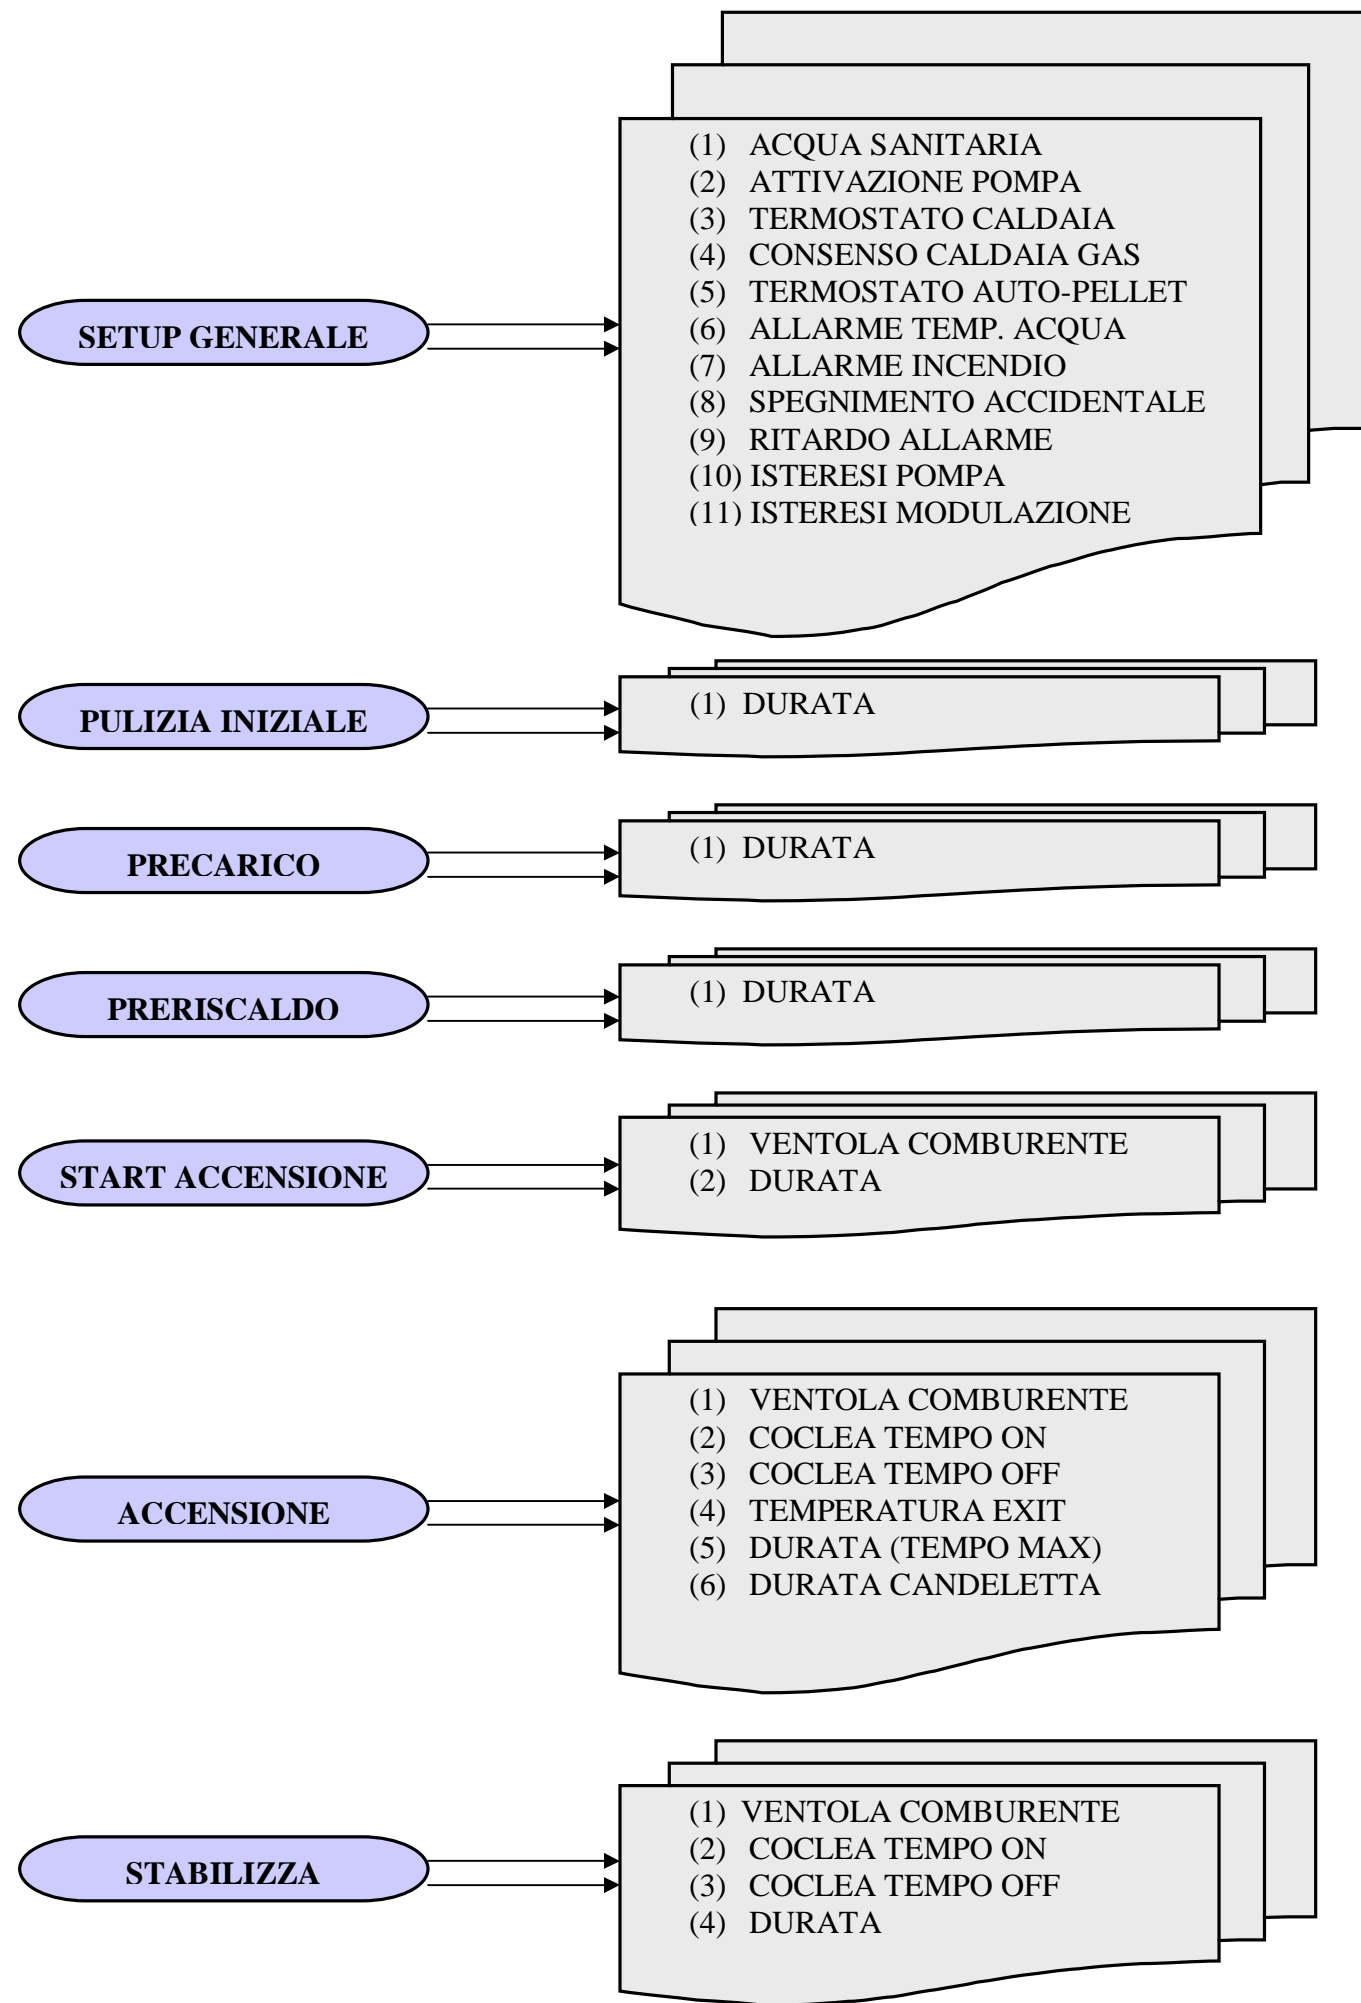 SETUP GENERALE
(1) ACQUA SANITARIA
(2) ATTIVAZIONE POMPA
(3) TERMOSTATO CALDAIA
(4) CONSENSO CALDAIA GAS
(5) TERMOSTATO AUTO-PELLET
(6) ALLARME TEMP. ACQUA
(7) ALLARME INCENDIO
(8) SPEGNIMENTO ACCIDENTALE
(9) RITARDO ALLARME
(10) ISTERESI POMPA
(11) ISTERESI MODULAZIONE
PULIZIA INIZIALE
(1) DURATA
PRECARICO
(1) DURATA
PRERISCALDO
(1) DURATA
START ACCENSIONE
(1) VENTOLA COMBURENTE
(2) DURATA
ACCENSIONE
(1) VENTOLA COMBURENTE
(2) COCLEA TEMPO ON
(3) COCLEA TEMPO OFF
(4) TEMPERATURA EXIT
(5) DURATA (TEMPO MAX)
(6) DURATA CANDELETTA
STABILIZZA
(1) VENTOLA COMBURENTE
(2) COCLEA TEMPO ON
(3) COCLEA TEMPO OFF
(4) DURATA